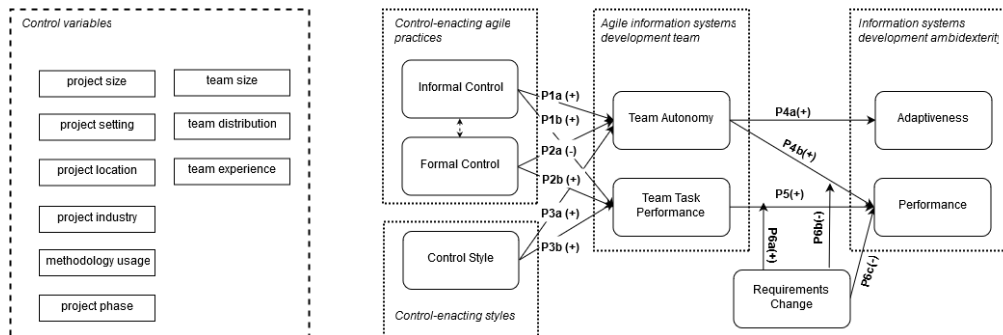 Control variables
project size
team size
project setting
team distribution
project location
team experience
project industry
methodology usage
project phase
Control-enacting agile
practices
Informal Control
Formal Control
Control Style
Control-enacting styles
P1a (+)
P1b (+)
P2a (-)
P2b (+)
P3a (+)
P3b (+)
Agile information systems
development team
Team Autonomy
Team Task
Performance
P4a(+)
P4b(+)
P5(+)
P6a(+)
P6b(-)
P6c(-)
Requirements
Change
Information systems
development ambidexterity
Adaptiveness
Performance